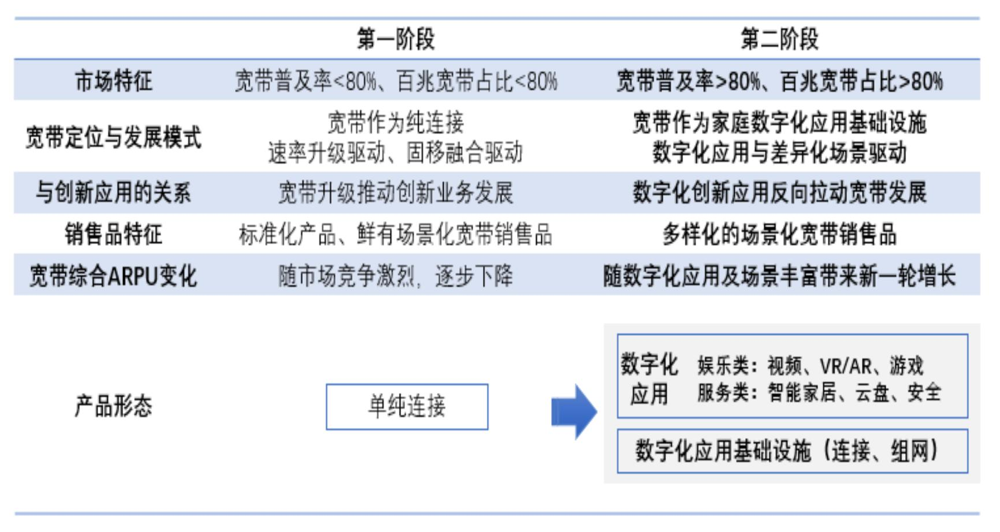 第一阶段 第二阶段
市场特征 宽带普及率<80%、百兆宽带占比<80% 宽带普及率>80%、百兆宽带占比>80%
宽带定位与发展模式 宽带作为纯连接 宽带作为家庭数字化应用基础设施
速率升级驱动、固移融合驱动 数字化应用与差异化场景驱动
与创新应用的关系 宽带升级推动创新业务发展 数字化创新应用反向拉动宽带发展
销售品特征 标准化产品、鲜有场景化宽带销售品 多样化的场景化宽带销售品
宽带综合ARPU变化 随市场竞争激烈，逐步下降 随数字化应用及场景丰富带来新一轮增长
产品形态 单纯连接
数字化应用
娱乐类：视频、VR/AR、游戏
服务类：智能家居、云盘、安全
数字化应用基础设施（连接、组网）